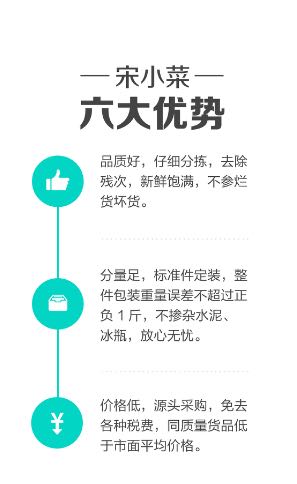 宋小菜
六大优势
品质好，仔细分拣，去除
残次，新鲜饱满，不参烂
货坏货。
分量足，标准件定装，整
件包装重量误差不超过正
负 1 斤，不掺杂水泥、
冰瓶，放心无忧。
价格低，源头采购，免去
各种税费，同质量货品低
于市面平均价格。